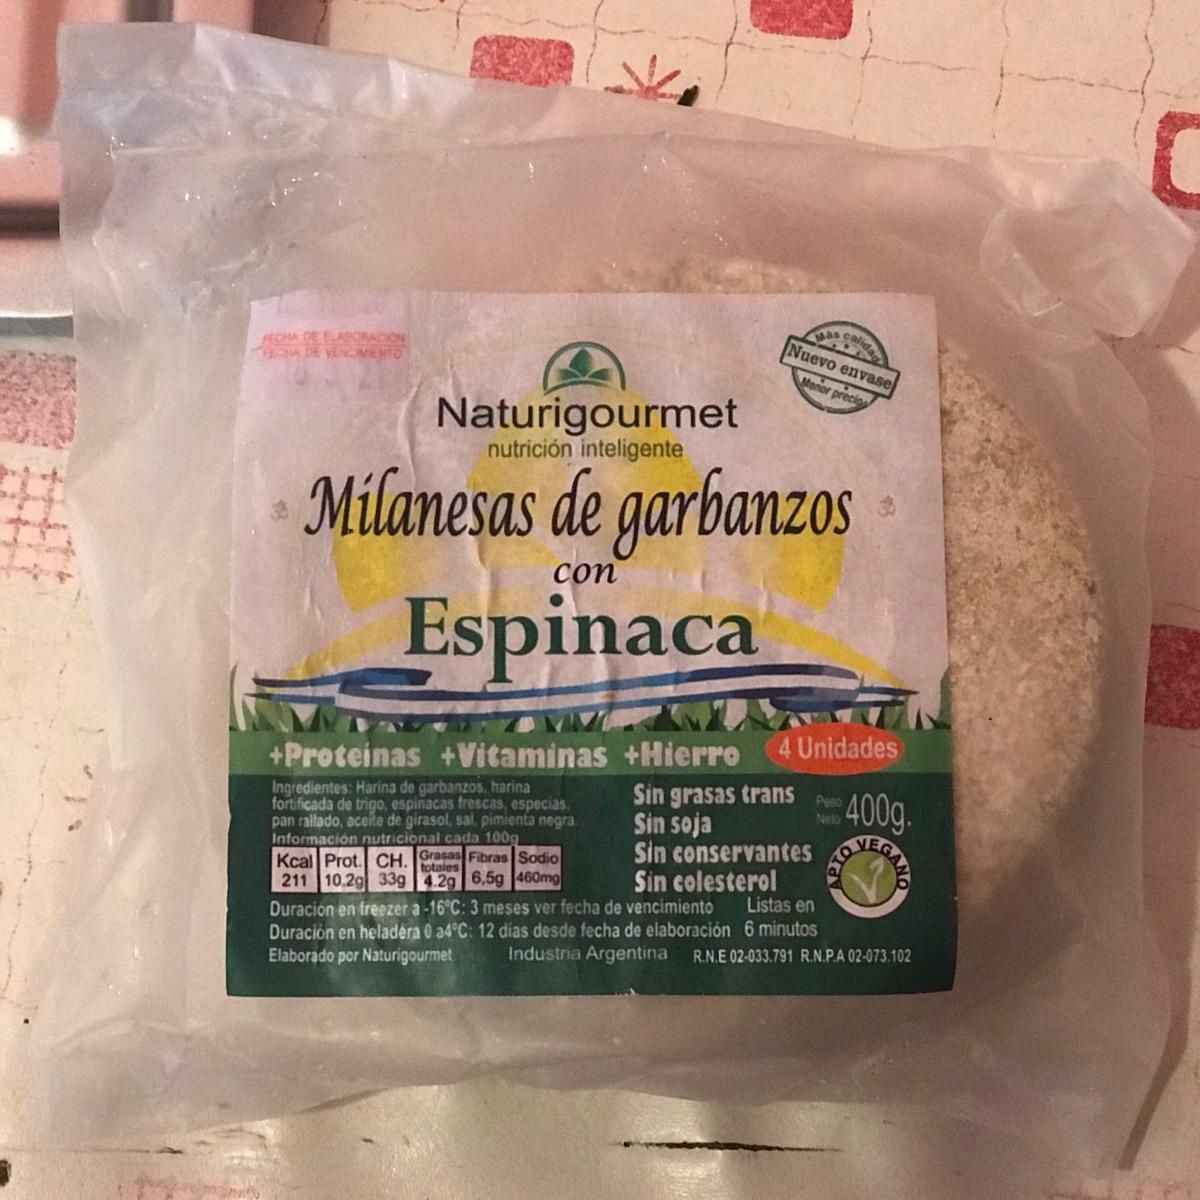 FECHA DE ELABORACIÓN
FECHA DE VENCIMIENTO
Más calidad
Nuevo envase
Menor precio
Naturigourmet
nutrición inteligente
Milanesas de garbanzos
con
Espinaca
+Proteínas +Vitaminas +Hierro
4 Unidades
Ingredientes: Harina de garbanzos, harina
fortificada de trigo, espinacas frescas, especias,
pan rallado, aceite de girasol, sal, pimienta negra.
Información nutricional cada 100g
Kcal Prot. CH. Grasas totales Fibras Sodio
211 10,2g 33g 4.2g 6,5g 460mg
Sin grasas trans
Sin soja
Sin conservantes
Sin colesterol
Peso Neto 400g.
APTO VEGANO
Duración en freezer a -16ºC: 3 meses ver fecha de vencimiento
Duración en heladera 0 a4ºC: 12 días desde fecha de elaboración
Listas en
6 minutos
Elaborado por Naturigourmet Industria Argentina R.N.E 02-033.791 R.N.P.A 02-073.102